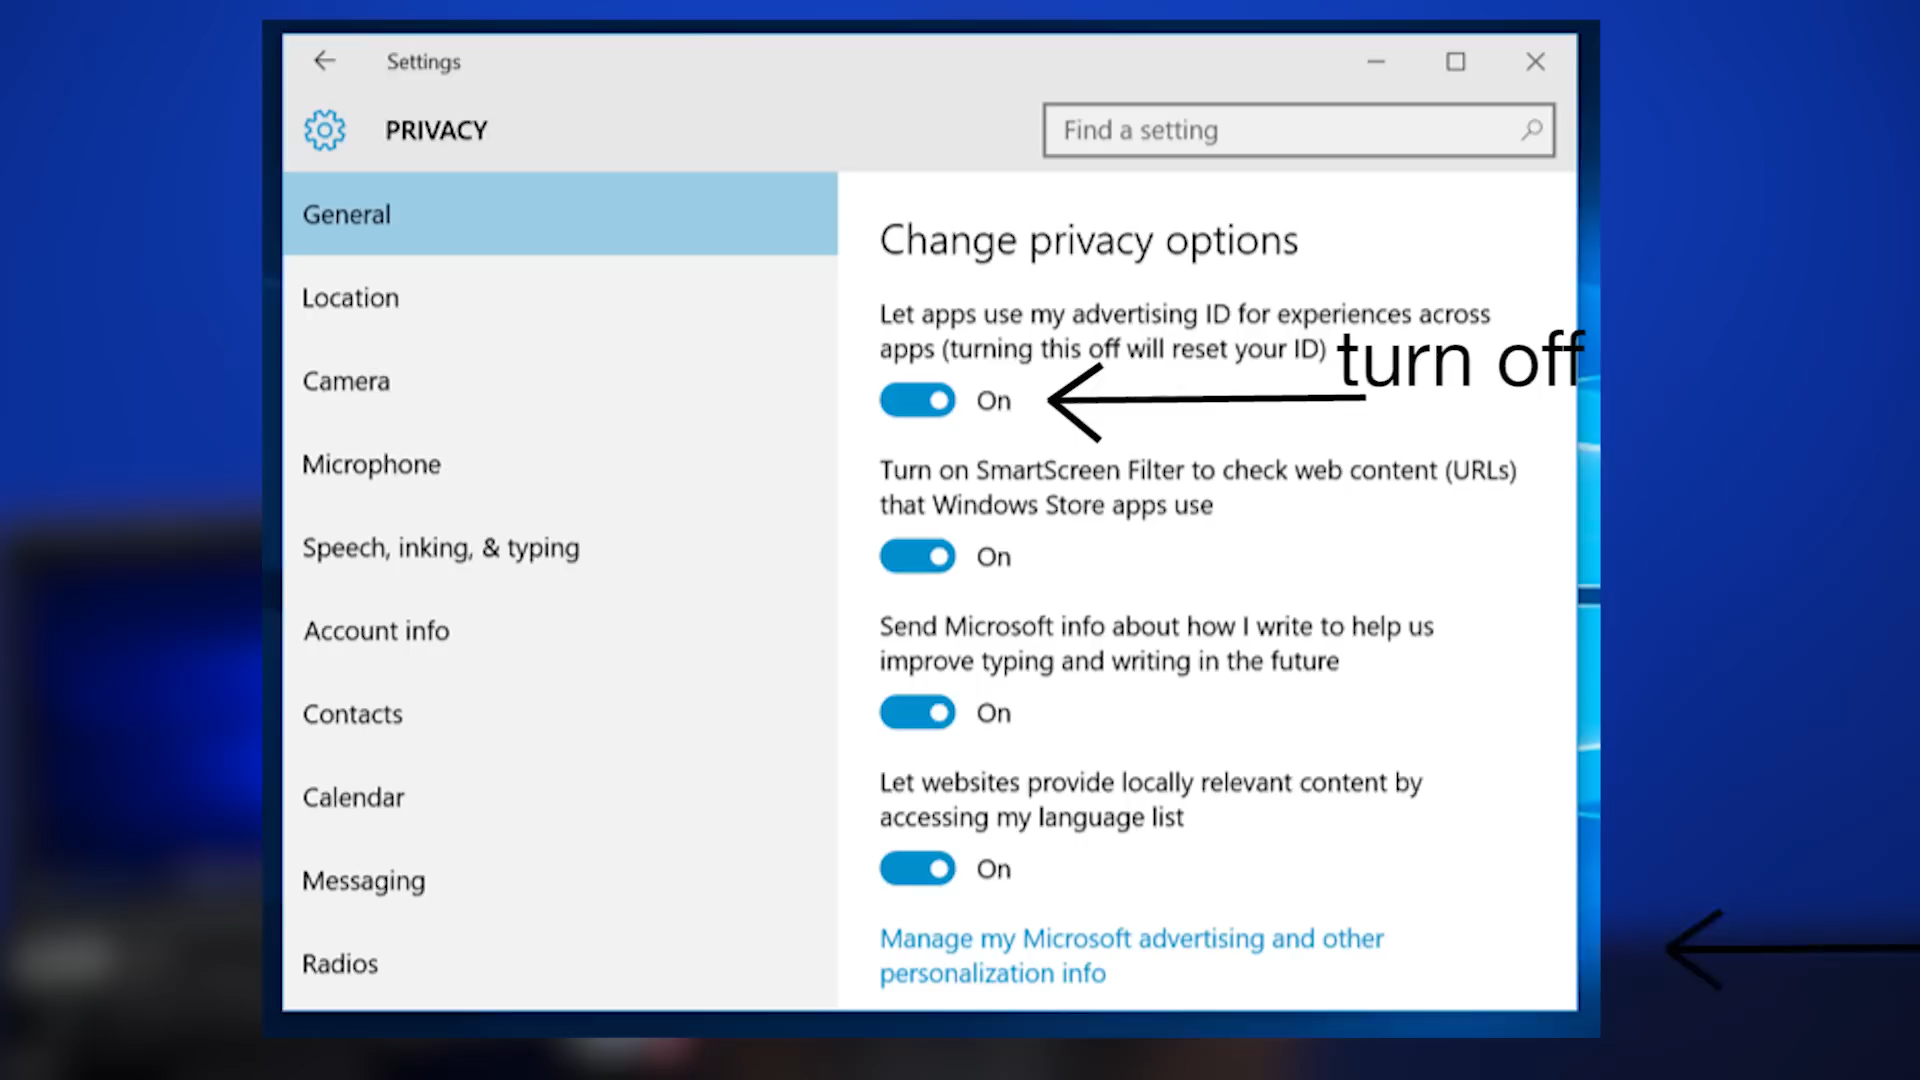 Settings
PRIVACY
Find a setting
General
Location
Camera
Microphone
Speech, inking, & typing
Account info
Contacts
Calendar
Messaging
Radios
Change privacy options
Let apps use my advertising ID for experiences across
apps (turning this off will reset your ID)
turn off
On
Turn on SmartScreen Filter to check web content (URLs)
that Windows Store apps use
On
Send Microsoft info about how I write to help us
improve typing and writing in the future
On
Let websites provide locally relevant content by
accessing my language list
On
Manage my Microsoft advertising and other
personalization info